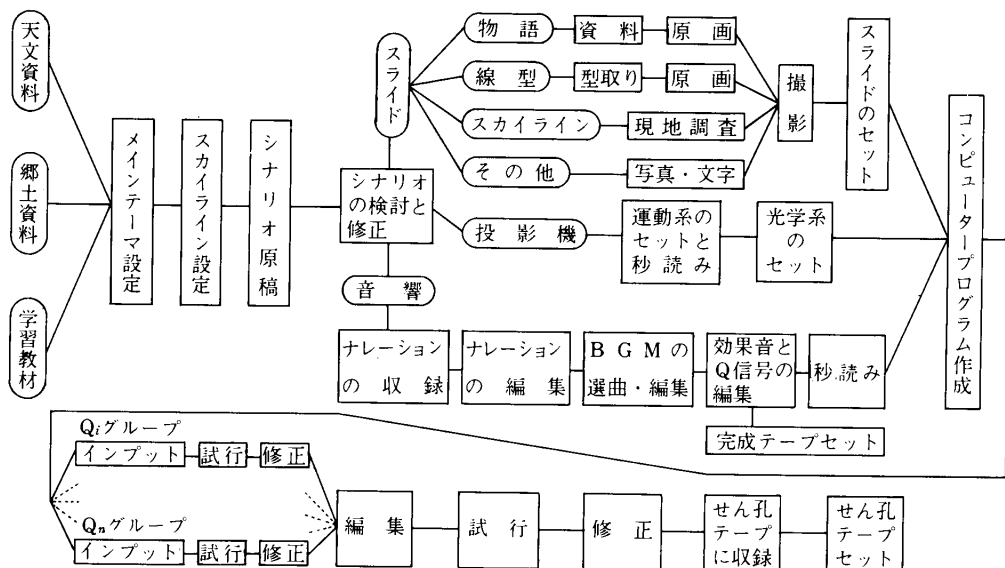 天文資料
郷土資料
学習教材
メインテーマ設定
スカイライン設定
シナリオ原稿
シナリオ
の検討と
修正
スライド
物語
資料
原画
線型
型取り
原画
スカイライン
現地調査
その他
写真・文字
撮影
スライドのセット
投影機
運動系の
セットと
秒読み
光学系
の
セット
音響
ナレーション
の収録
ナレーション
の編集
BGMの
選曲・編集
効果音と
Q信号の
編集
秒読み
完成テープセット
コンピュータープログラム作成
Qiグループ
インプット
試行
修正
Qnグループ
インプット
試行
修正
編集
試行
修正
せん孔
テープ
に収録
せん孔
テープ
セット